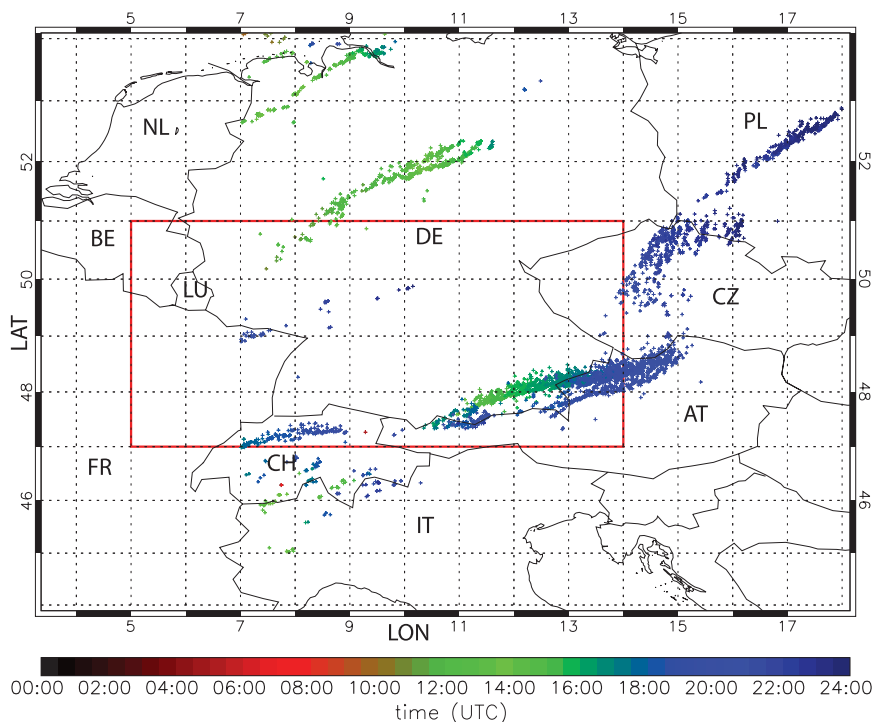 5 7 9 11 13 15 17
NL
PL
52 52
BE
DE
50 50
LU
CZ
LAT
48 48
AT
FR
CH
46 46
IT
5 7 9 11 13 15 17
LON
00:00 02:00 04:00 06:00 08:00 10:00 12:00 14:00 16:00 18:00 20:00 22:00 24:00
time (UTC)